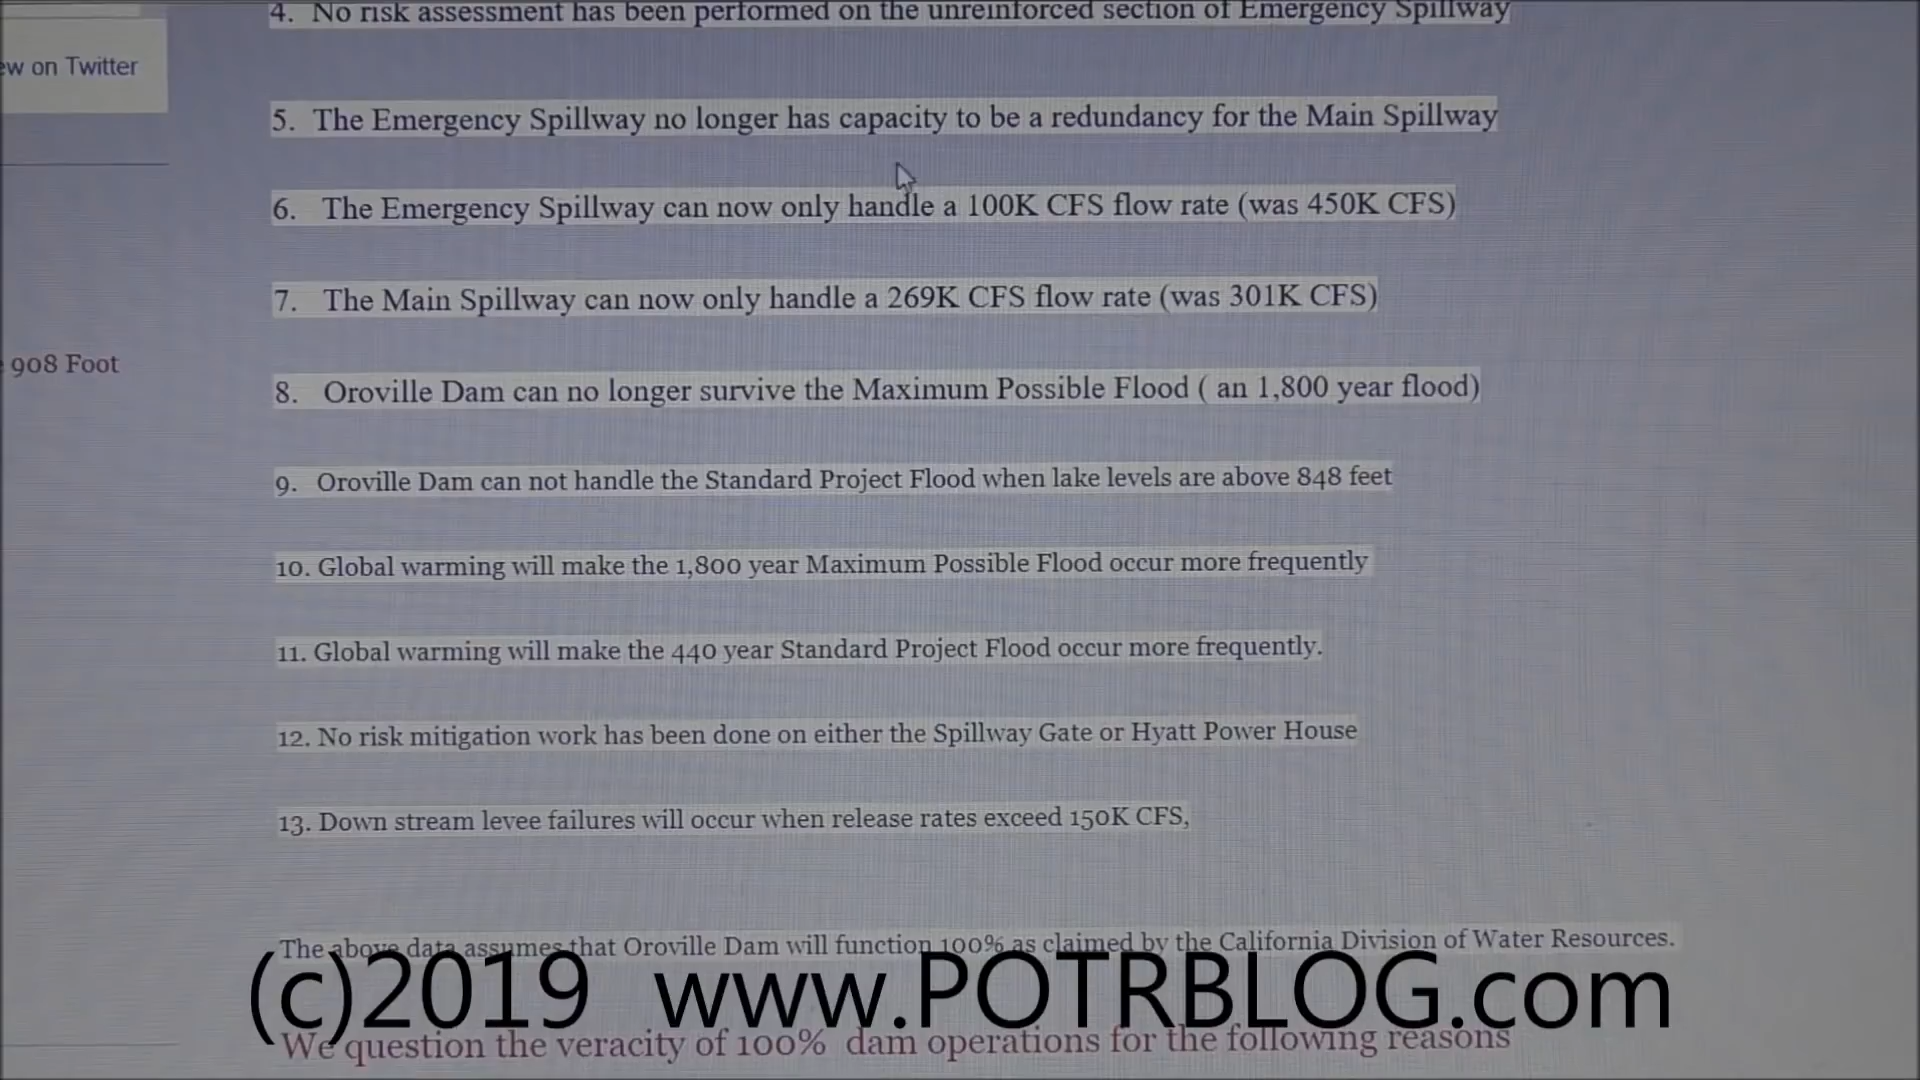 4. No risk assessment has been performed on the unreinforced section of Emergency Spillway
ew on Twitter
5. The Emergency Spillway no longer has capacity to be a redundancy for the Main Spillway
6. The Emergency Spillway can now only handle a 100K CFS flow rate (was 450K CFS)
7. The Main Spillway can now only handle a 269K CFS flow rate (was 301K CFS)
908 Foot
8. Oroville Dam can no longer survive the Maximum Possible Flood ( an 1,800 year flood)
9. Oroville Dam can not handle the Standard Project Flood when lake levels are above 848 feet
10. Global warming will make the 1,800 year Maximum Possible Flood occur more frequently
11. Global warming will make the 440 year Standard Project Flood occur more frequently.
12. No risk mitigation work has been done on either the Spillway Gate or Hyatt Power House
13. Down stream levee failures will occur when release rates exceed 150K CFS,
The above data assumes that Oroville Dam will function 100% as claimed by the California Division of Water Resources.
(c)2019 www.POTRBLOG.com
We question the veracity of 100% dam operations for the following reasons